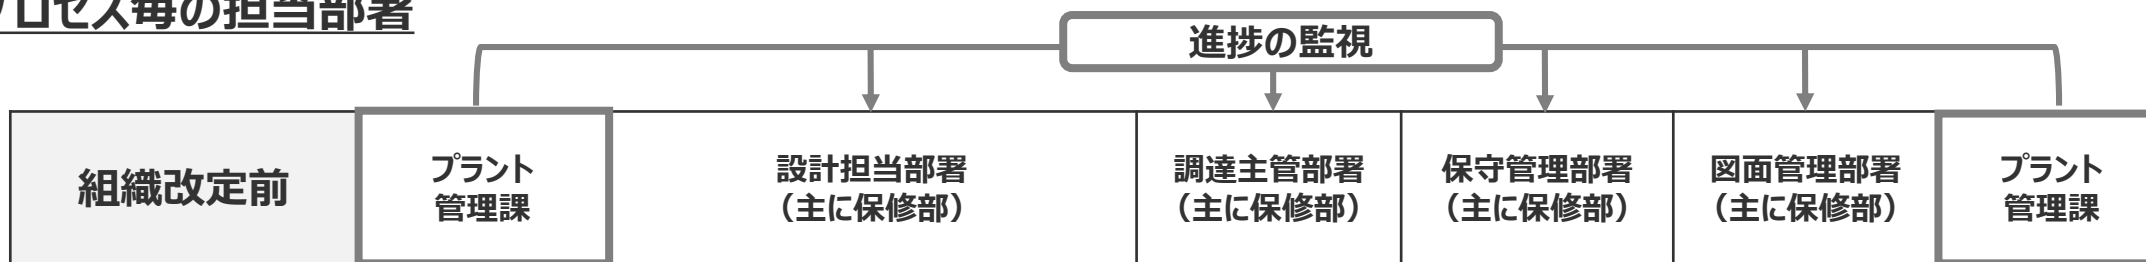 プロセス毎の担当部署
進捗の監視
組織改定前
プラント
管理課
設計担当部署
（主に保修部）
調達主管部署
（主に保修部）
保守管理部署
（主に保修部）
図面管理部署
（主に保修部）
プラント
管理課